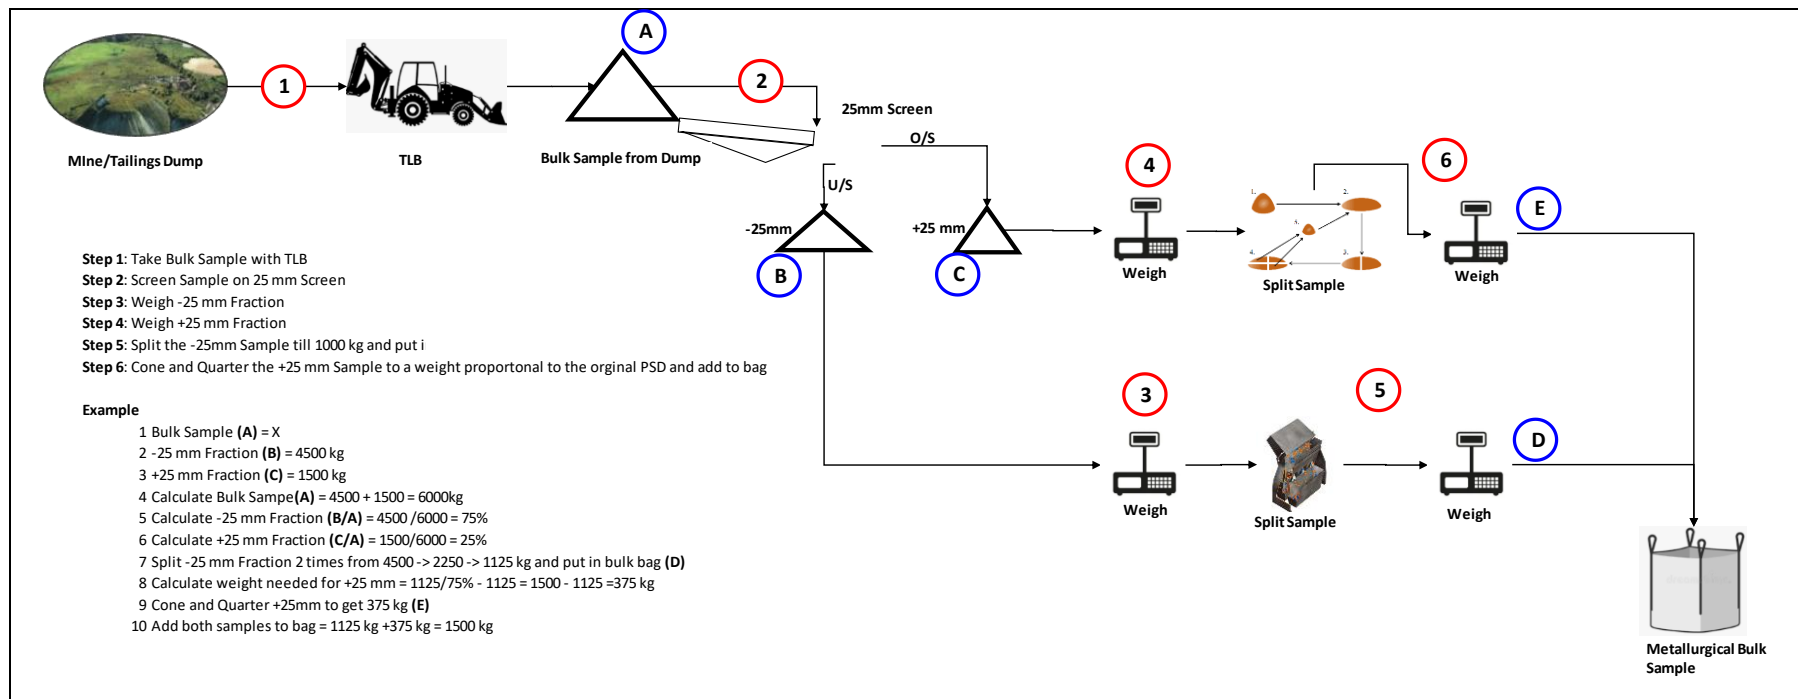 A
1
2
25mm Screen
O/S
MIne/Tailings Dump
TLB
Bulk Sample from Dump
4
6
U/S
1.
2.
5.
4.
3.
E
-25mm
+25 mm
B
C
Weigh
Split Sample
Weigh
Step 1: Take Bulk Sample with TLB
Step 2: Screen Sample on 25 mm Screen
Step 3: Weigh -25 mm Fraction
Step 4: Weigh +25 mm Fraction
Step 5: Split the -25mm Sample till 1000 kg and put i
Step 6: Cone and Quarter the +25 mm Sample to a weight proportonal to the orginal PSD and add to bag
3
5
D
Weigh
Split Sample
Weigh
Example
1 Bulk Sample (A) = X
2 -25 mm Fraction (B) = 4500 kg
3 +25 mm Fraction (C) = 1500 kg
4 Calculate Bulk Sampe(A) = 4500 + 1500 = 6000kg
5 Calculate -25 mm Fraction (B/A) = 4500 /6000 = 75%
6 Calculate +25 mm Fraction (C/A) = 1500/6000 = 25%
7 Split -25 mm Fraction 2 times from 4500 -> 2250 -> 1125 kg and put in bulk bag (D)
8 Calculate weight needed for +25 mm = 1125/75% - 1125 = 1500 - 1125 =375 kg
9 Cone and Quarter +25mm to get 375 kg (E)
10 Add both samples to bag = 1125 kg +375 kg = 1500 kg
Metallurgical Bulk
Sample